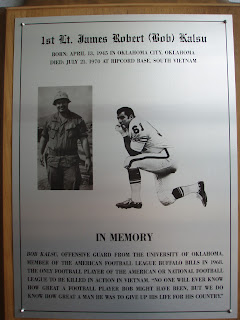 1st Lt. James Robert (Bob) Kalsu
BORN: APRIL 13, 1945 IN OKLAHOMA CITY, OKLAHOMA
DIED: JULY 21, 1970 AT RIPCORD BASE, SOUTH VIETNAM
61
IN MEMORY
BOB KALSU, OFFENSIVE GUARD FROM THE UNIVERSITY OF OKLAHOMA,
MEMBER OF THE AMERICAN FOOTBALL LEAGUE BUFFALO BILLS IN 1968.
THE ONLY FOOTBALL PLAYER OF THE AMERICAN OR NATIONAL FOOTBALL
LEAGUE TO BE KILLED IN ACTION IN VIETNAM. "NO ONE WILL EVER KNOW
HOW GREAT A FOOTBALL PLAYER BOB MIGHT HAVE BEEN, BUT WE DO
KNOW HOW GREAT A MAN HE WAS TO GIVE UP HIS LIFE FOR HIS COUNTRY."